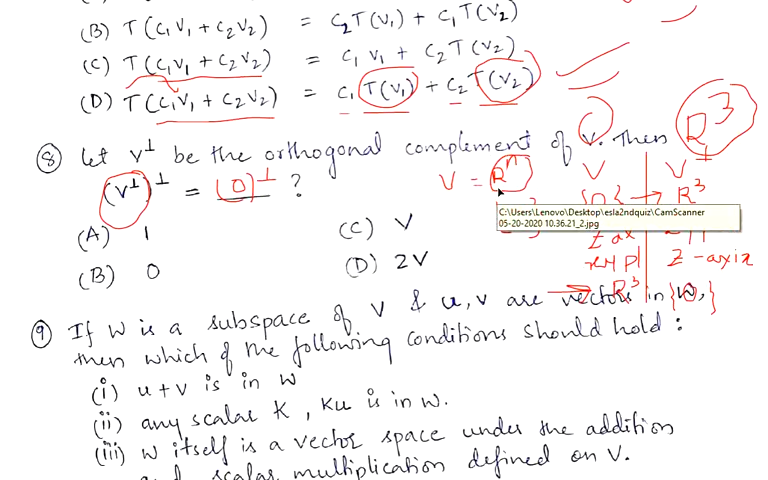 (B) T(c₁v₁ + c₂v₂) = c₂T(v₁) + c₁T(v₂)
(C) T(c₁v₁ + c₂v₂) = c₁v₁ + c₂T(v₂)
(D) T(c₁v₁ + c₂v₂) = c₁T(v₁) + c₂T(v₂)
R³
⑧ Let V⊥ be the orthogonal complement of V. Then
(V⊥)⊥ = (0)⊥ ?
V = Rⁿ
V V⊥
→ R³
C:\Users\Lenovo\Desktop\esla2ndquiz\CamScanner
05-20-2020 10.36.21_2.jpg
(A) 1 (C) V
z-axis
(B) 0 (D) 2V
→ R³ {0}
⑨ If W is a subspace of V & u,v are vectors in W,
then which of the following conditions should hold :
(i) u+v is in W
(ii) any scalar K, Ku is in W.
(iii) W itself is a vector space under the addition
and scalar multiplication defined on V.